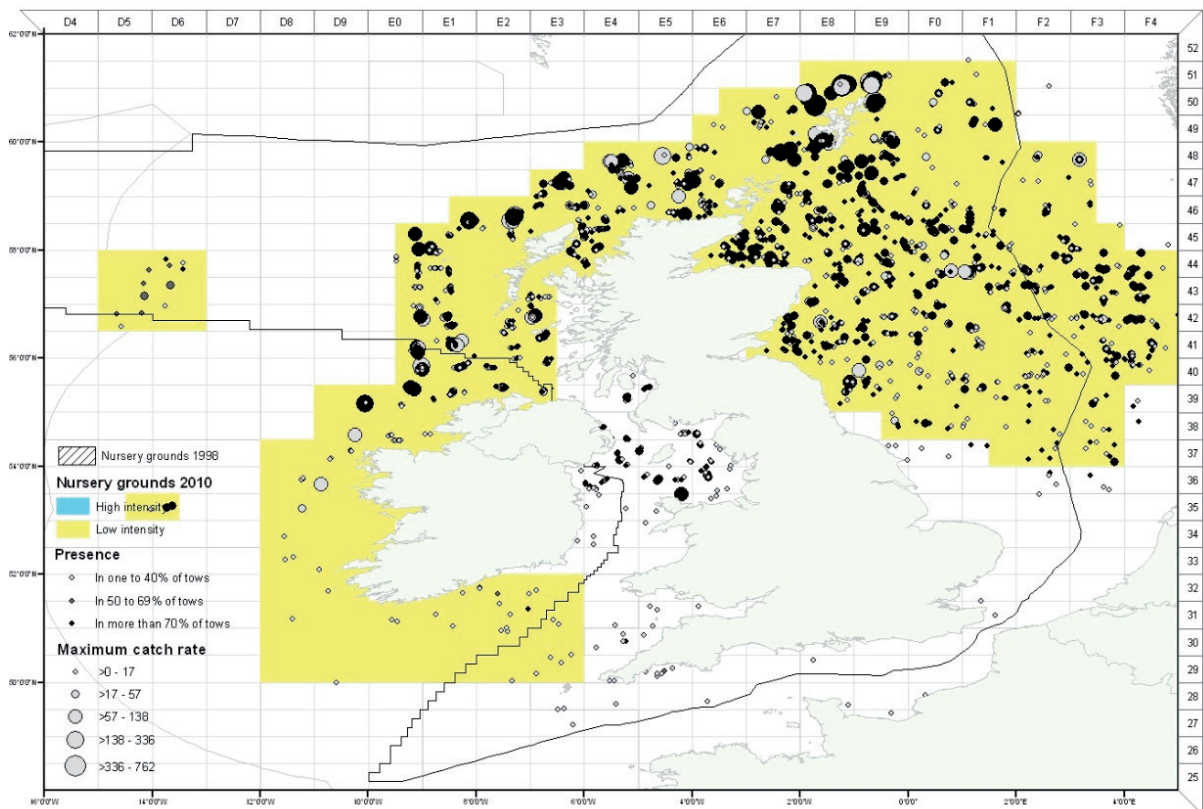 D4 D5 D6 D7 D8 D9 E0 E1 E2 E3 E4 E5 E6 E7 E8 E9 F0 F1 F2 F3 F4
62°0'0"N
52
51
50
60°0'0"N
49
48
47
46
58°0'0"N
45
44
43
42
56°0'0"N
41
40
39
38
54°0'0"N
37
36
35
34
52°0'0"N
33
32
31
30
50°0'0"N
29
28
27
26
25
Nursery grounds 1998
Nursery grounds 2010
High intensity
Low intensity
Presence
In one to 40% of tows
In 50 to 69% of tows
In more than 70% of tows
Maximum catch rate
>0 - 17
>17 - 57
>57 - 138
>138 - 336
>336 - 762
16°0'0"W 14°0'0"W 12°0'0"W 10°0'0"W 8°0'0"W 6°0'0"W 4°0'0"W 2°0'0"W 0°0'0" 2°0'0"E 4°0'0"E